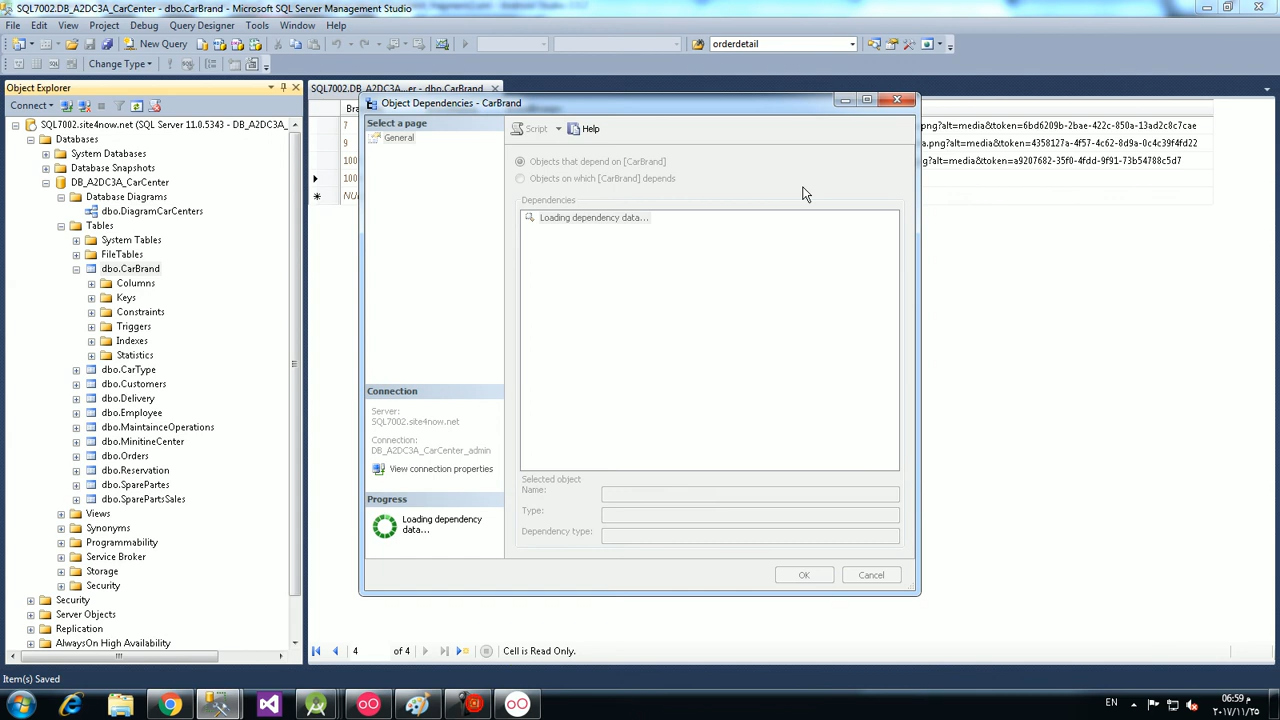 SQL7002.DB_A2DC3A_CarCenter - dbo.CarBrand - Microsoft SQL Server Management Studio
File Edit View Project Debug Query Designer Tools Window Help
New Query orderdetail
Change Type
Object Explorer
Connect
SQL7002.site4now.net (SQL Server 11.0.5343 - DB_A2DC3A_
Databases
System Databases
Database Snapshots
DB_A2DC3A_CarCenter
Database Diagrams
dbo.DiagramCarCenters
Tables
System Tables
FileTables
dbo.CarBrand
Columns
Keys
Constraints
Triggers
Indexes
Statistics
dbo.CarType
dbo.Customers
dbo.Delivery
dbo.Employee
dbo.MaintainceOperations
dbo.MinitineCenter
dbo.Orders
dbo.Reservation
dbo.SparePartes
dbo.SparePartsSales
Views
Synonyms
Programmability
Service Broker
Storage
Security
Security
Server Objects
Replication
AlwaysOn High Availability
SQL7002.DB_A2DC3A...er - dbo.CarBrand
Bra
7
9
100
100
NU
png?alt=media&token=6bd6209b-2bae-422c-850a-13ad2c8c7cae
a.png?alt=media&token=4358127a-4f57-4c62-8d9a-0c4c39f4fd22
g?alt=media&token=a9207682-35f0-4fdd-9f91-73b54788c5d7
Object Dependencies - CarBrand
Select a page
General
Script Help
Objects that depend on [CarBrand]
Objects on which [CarBrand] depends
Dependencies
Loading dependency data...
Connection
Server:
SQL7002.site4now.net
Connection:
DB_A2DC3A_CarCenter_admin
View connection properties
Progress
Loading dependency
data...
Selected object
Name:
Type:
Dependency type:
OK Cancel
4 of 4 Cell is Read Only.
Item(s) Saved
EN
06:59 م
٢٠١٧/١١/٢٥